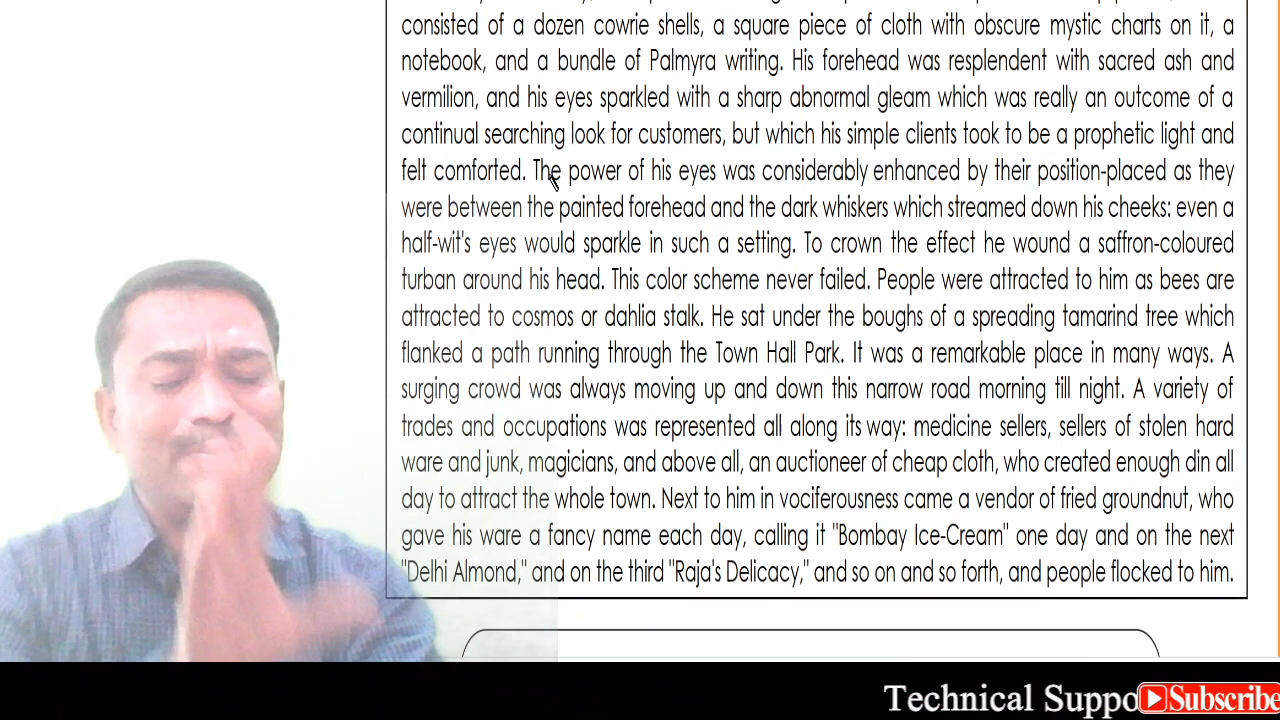 consisted of a dozen cowrie shells, a square piece of cloth with obscure mystic charts on it, a
notebook, and a bundle of Palmyra writing. His forehead was resplendent with sacred ash and
vermilion, and his eyes sparkled with a sharp abnormal gleam which was really an outcome of a
continual searching look for customers, but which his simple clients took to be a prophetic light and
felt comforted. The power of his eyes was considerably enhanced by their position-placed as they
were between the painted forehead and the dark whiskers which streamed down his cheeks: even a
half-wit's eyes would sparkle in such a setting. To crown the effect he wound a saffron-coloured
turban around his head. This color scheme never failed. People were attracted to him as bees are
attracted to cosmos or dahlia stalk. He sat under the boughs of a spreading tamarind tree which
flanked a path running through the Town Hall Park. It was a remarkable place in many ways. A
surging crowd was always moving up and down this narrow road morning till night. A variety of
trades and occupations was represented all along its way: medicine sellers, sellers of stolen hard
ware and junk, magicians, and above all, an auctioneer of cheap cloth, who created enough din all
day to attract the whole town. Next to him in vociferousness came a vendor of fried groundnut, who
gave his ware a fancy name each day, calling it "Bombay Ice-Cream" one day and on the next
"Delhi Almond," and on the third "Raja's Delicacy," and so on and so forth, and people flocked to him.
Technical Suppo
Subscribe